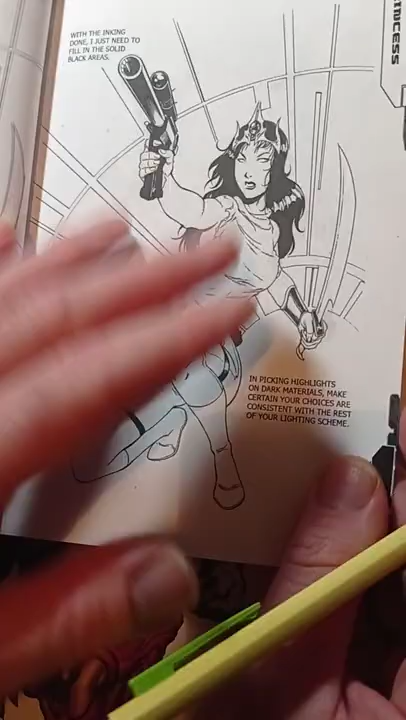 WITH THE INKING
DONE, I JUST NEED TO
FILL IN THE SOLID
BLACK AREAS.
IN PICKING HIGHLIGHTS
ON DARK MATERIALS, MAKE
CERTAIN YOUR CHOICES ARE
CONSISTENT WITH THE REST
OF YOUR LIGHTING SCHEME.